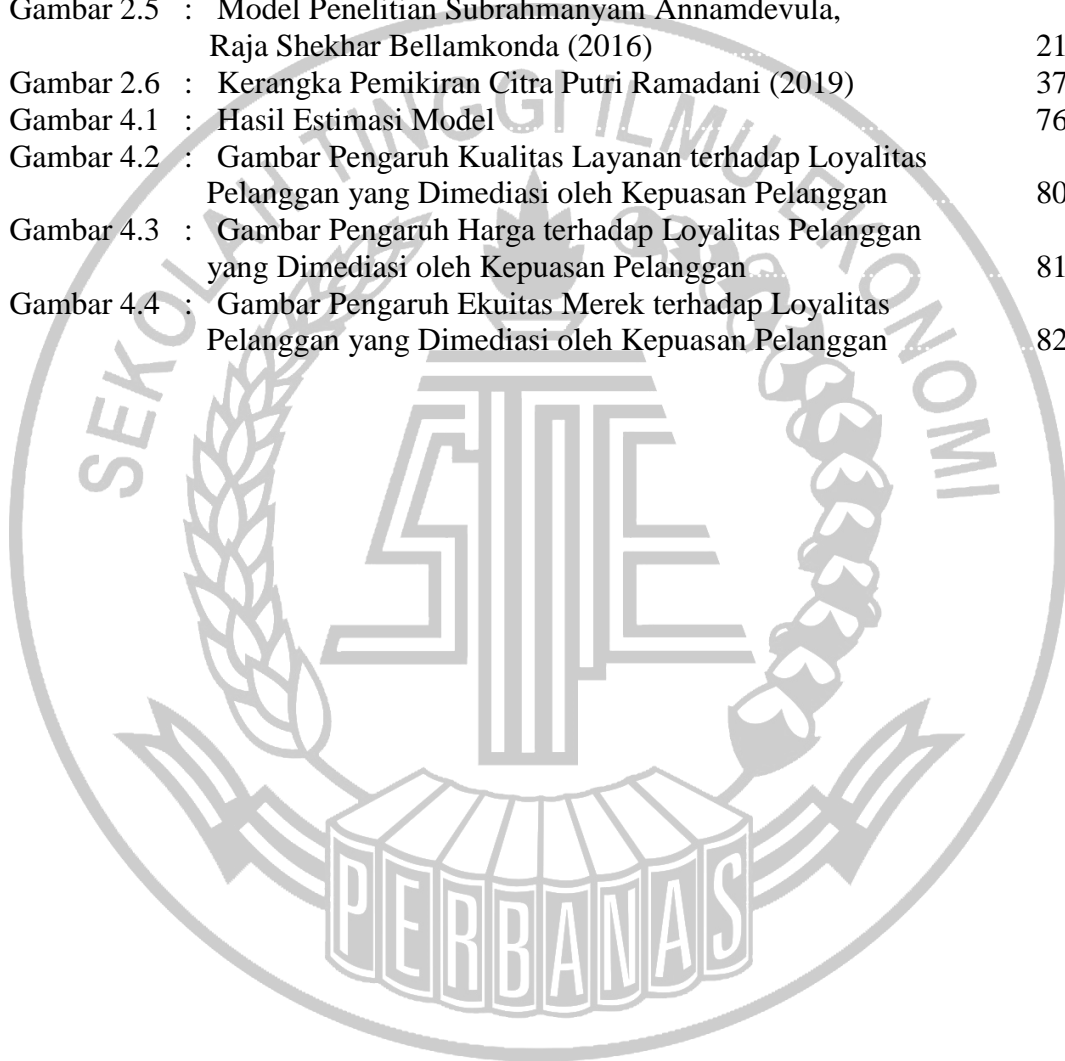 Gambar 2.5 : Model Penelitian Subrahmanyam Annamdevula,
Raja Shekhar Bellamkonda (2016) 21
Gambar 2.6 : Kerangka Pemikiran Citra Putri Ramadani (2019) 37
Gambar 4.1 : Hasil Estimasi Model 76
Gambar 4.2 : Gambar Pengaruh Kualitas Layanan terhadap Loyalitas
Pelanggan yang Dimediasi oleh Kepuasan Pelanggan 80
Gambar 4.3 : Gambar Pengaruh Harga terhadap Loyalitas Pelanggan
yang Dimediasi oleh Kepuasan Pelanggan 81
Gambar 4.4 : Gambar Pengaruh Ekuitas Merek terhadap Loyalitas
Pelanggan yang Dimediasi oleh Kepuasan Pelanggan 82
SEKOLAH TINGGI ILMU EKONOMI
STIE
PERBANAS